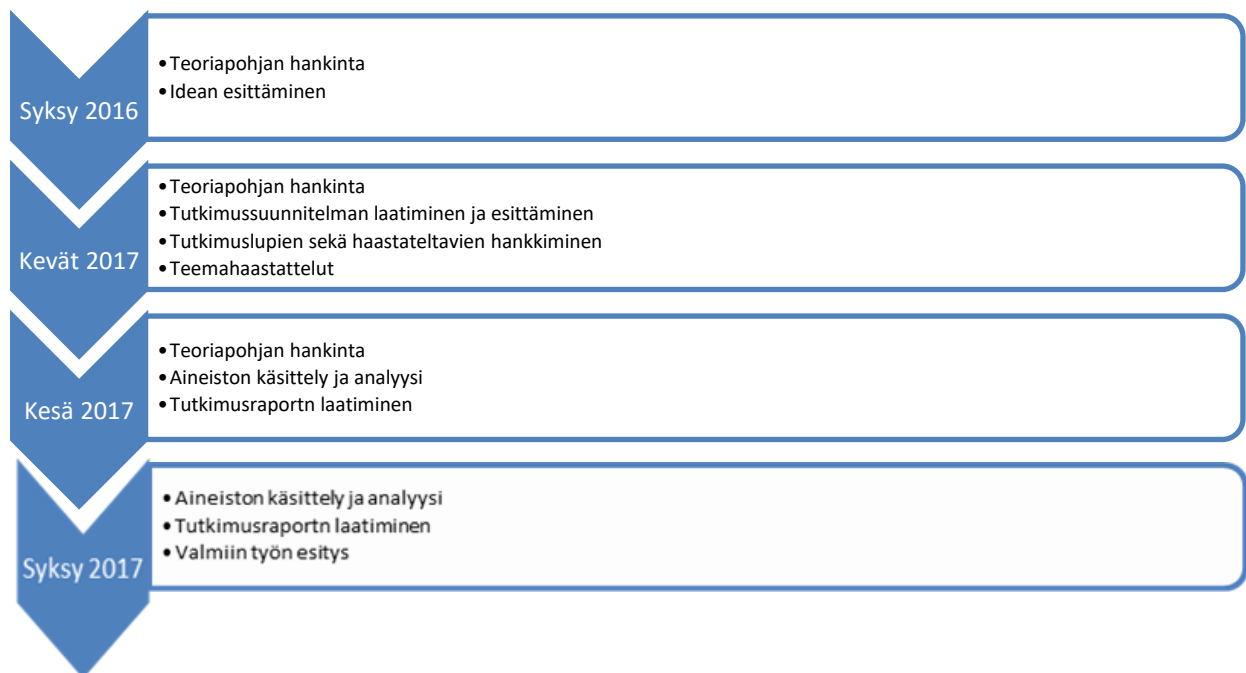 Syksy 2016
•Teoriapohjan hankinta
•Idean esittäminen
Kevät 2017
•Teoriapohjan hankinta
•Tutkimussuunnitelman laatiminen ja esittäminen
•Tutkimuslupien sekä haastateltavien hankkiminen
•Teemahaastattelut
Kesä 2017
•Teoriapohjan hankinta
•Aineiston käsittely ja analyysi
•Tutkimusraportn laatiminen
Syksy 2017
•Aineiston käsittely ja analyysi
•Tutkimusraportn laatiminen
•Valmiin työn esitys